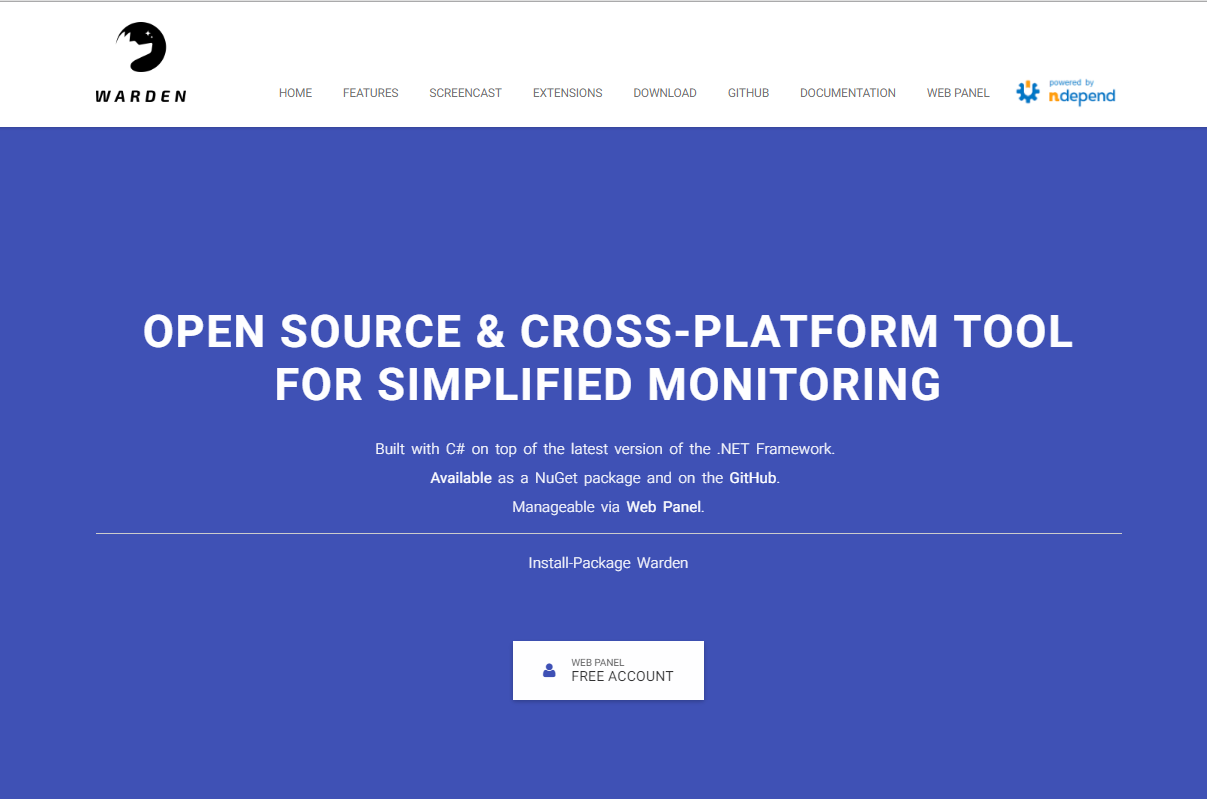 WARDEN
HOME FEATURES SCREENCAST EXTENSIONS DOWNLOAD GITHUB DOCUMENTATION WEB PANEL
powered by
ndepend
OPEN SOURCE & CROSS-PLATFORM TOOL
FOR SIMPLIFIED MONITORING
Built with C# on top of the latest version of the .NET Framework.
Available as a NuGet package and on the GitHub.
Manageable via Web Panel.
Install-Package Warden
WEB PANEL
FREE ACCOUNT